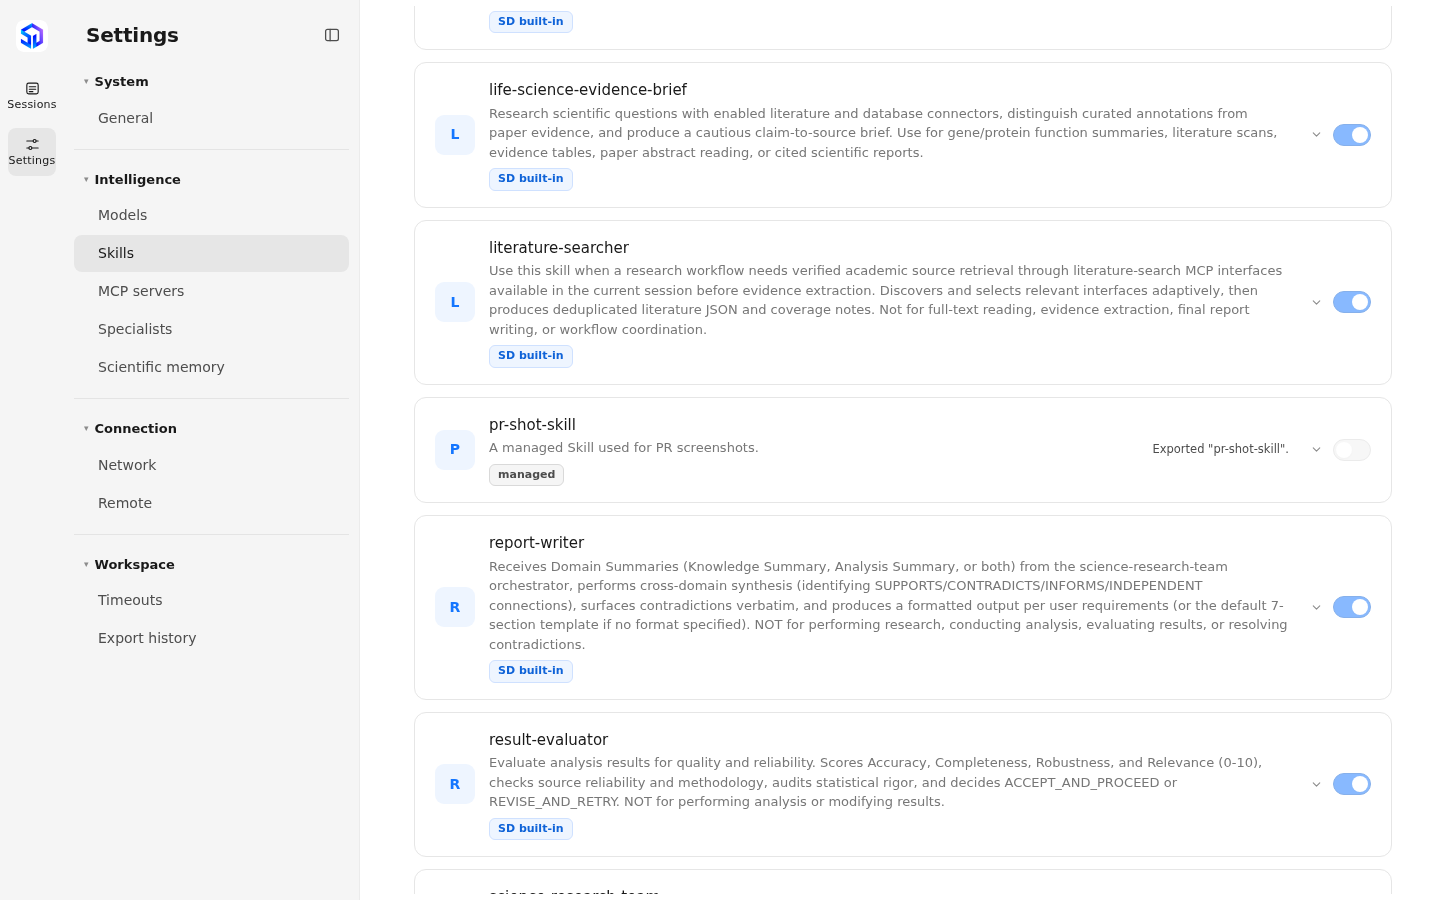 Settings
Sessions
Settings
System
General
Intelligence
Models
Skills
MCP servers
Specialists
Scientific memory
Connection
Network
Remote
Workspace
Timeouts
Export history
SD built-in
life-science-evidence-brief
L
Research scientific questions with enabled literature and database connectors, distinguish curated annotations from
paper evidence, and produce a cautious claim-to-source brief. Use for gene/protein function summaries, literature scans,
evidence tables, paper abstract reading, or cited scientific reports.
SD built-in
literature-searcher
L
Use this skill when a research workflow needs verified academic source retrieval through literature-search MCP interfaces
available in the current session before evidence extraction. Discovers and selects relevant interfaces adaptively, then
produces deduplicated literature JSON and coverage notes. Not for full-text reading, evidence extraction, final report
writing, or workflow coordination.
SD built-in
pr-shot-skill
P
A managed Skill used for PR screenshots.
Exported "pr-shot-skill".
managed
report-writer
R
Receives Domain Summaries (Knowledge Summary, Analysis Summary, or both) from the science-research-team
orchestrator, performs cross-domain synthesis (identifying SUPPORTS/CONTRADICTS/INFORMS/INDEPENDENT
connections), surfaces contradictions verbatim, and produces a formatted output per user requirements (or the default 7-
section template if no format specified). NOT for performing research, conducting analysis, evaluating results, or resolving
contradictions.
SD built-in
result-evaluator
R
Evaluate analysis results for quality and reliability. Scores Accuracy, Completeness, Robustness, and Relevance (0-10),
checks source reliability and methodology, audits statistical rigor, and decides ACCEPT_AND_PROCEED or
REVISE_AND_RETRY. NOT for performing analysis or modifying results.
SD built-in
science-research-team